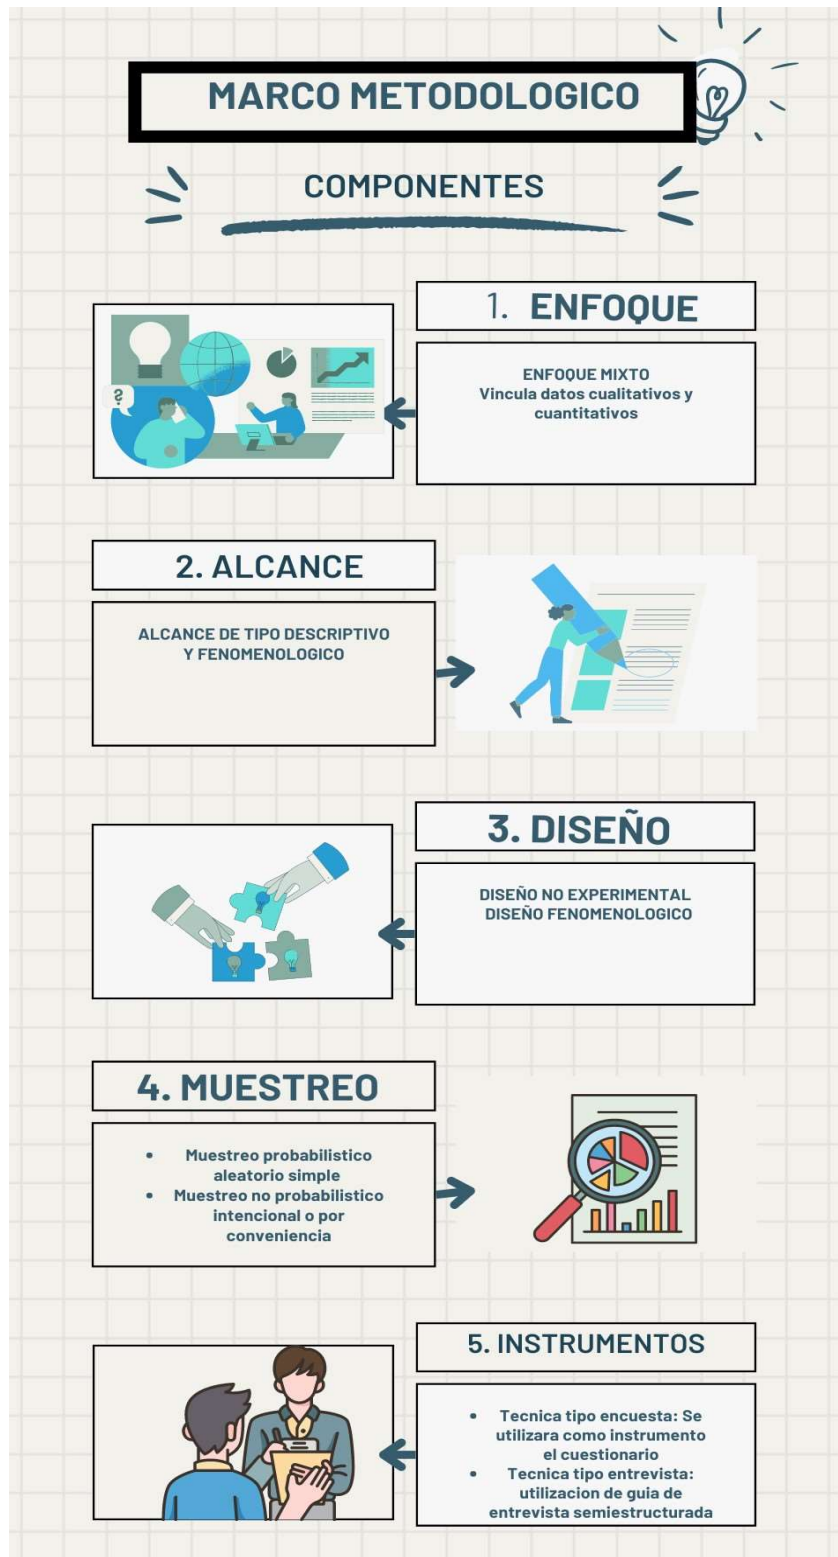 MARCO METODOLOGICO
COMPONENTES
1. ENFOQUE
?
ENFOQUE MIXTO
Vincula datos cualitativos y
cuantitativos
2. ALCANCE
ALCANCE DE TIPO DESCRIPTIVO
Y FENOMENOLOGICO
3. DISEÑO
DISEÑO NO EXPERIMENTAL
DISEÑO FENOMENOLOGICO
4. MUESTREO
• Muestreo probabilistico
aleatorio simple
• Muestreo no probabilistico
intencional o por
conveniencia
5. INSTRUMENTOS
• Tecnica tipo encuesta: Se
utilizara como instrumento
el cuestionario
• Tecnica tipo entrevista:
utilizacion de guia de
entrevista semiestructurada